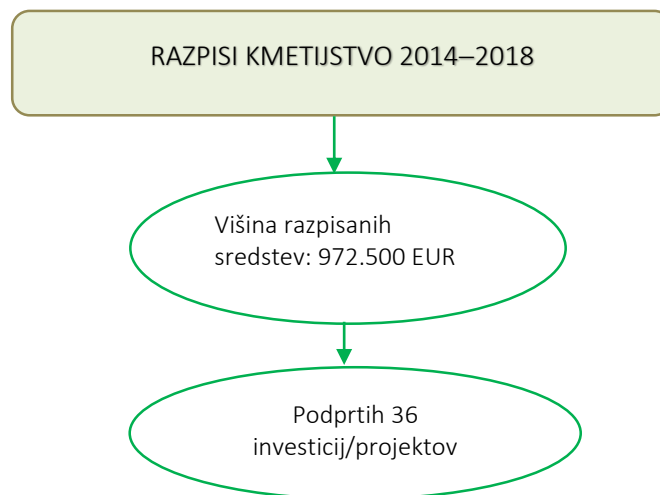 RAZPISI KMETIJSTVO 2014–2018
Višina razpisanih
sredstev: 972.500 EUR
Podprtih 36
investicij/projektov